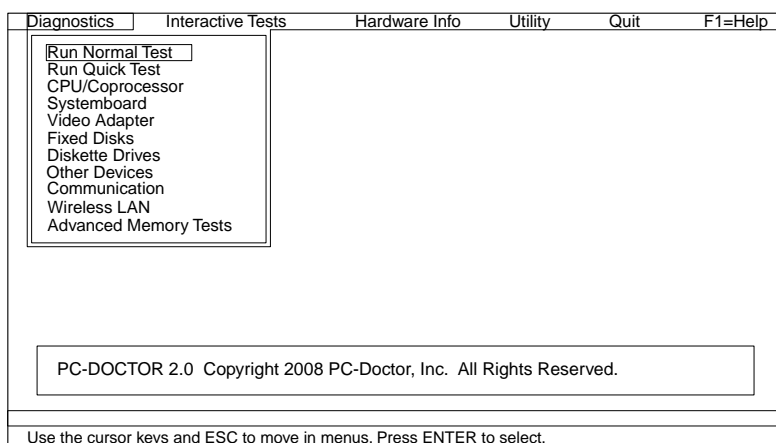 Diagnostics Interactive Tests Hardware Info Utility Quit F1=Help
Run Normal Test
Run Quick Test
CPU/Coprocessor
Systemboard
Video Adapter
Fixed Disks
Diskette Drives
Other Devices
Communication
Wireless LAN
Advanced Memory Tests
PC-DOCTOR 2.0 Copyright 2008 PC-Doctor, Inc. All Rights Reserved.
Use the cursor keys and ESC to move in menus. Press ENTER to select.